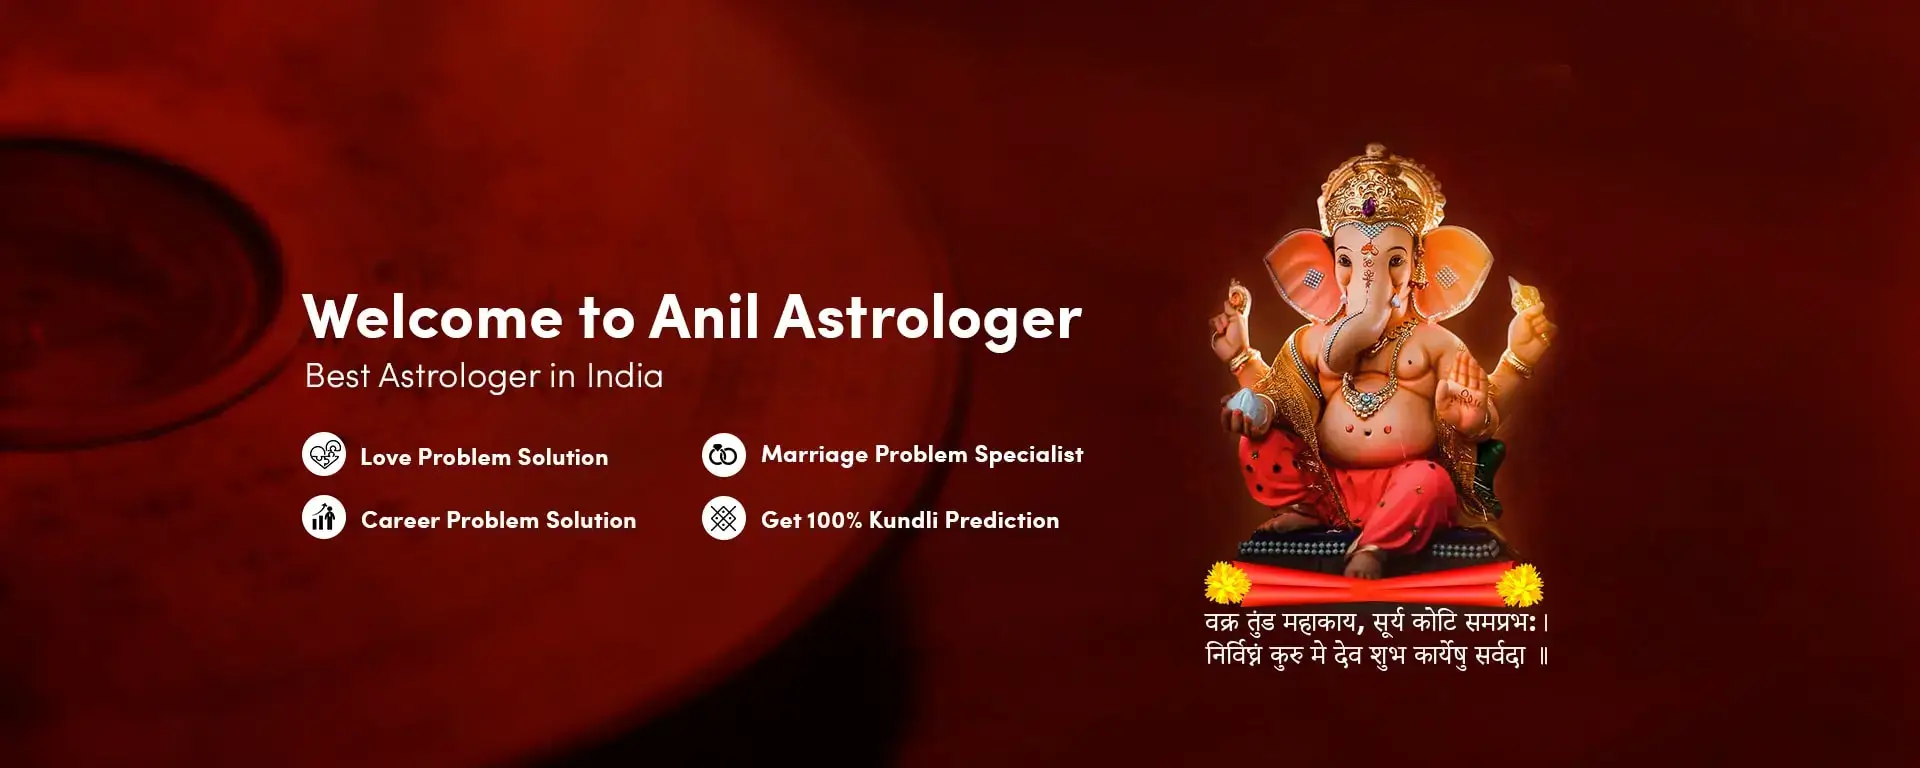 Welcome to Anil Astrologer
Best Astrologer in India
Love Problem Solution
Marriage Problem Specialist
Career Problem Solution
Get 100% Kundli Prediction
वक्र तुंड महाकाय, सूर्य कोटि समप्रभ: ।
निर्विघ्नं कुरु मे देव शुभ कार्येषु सर्वदा ॥